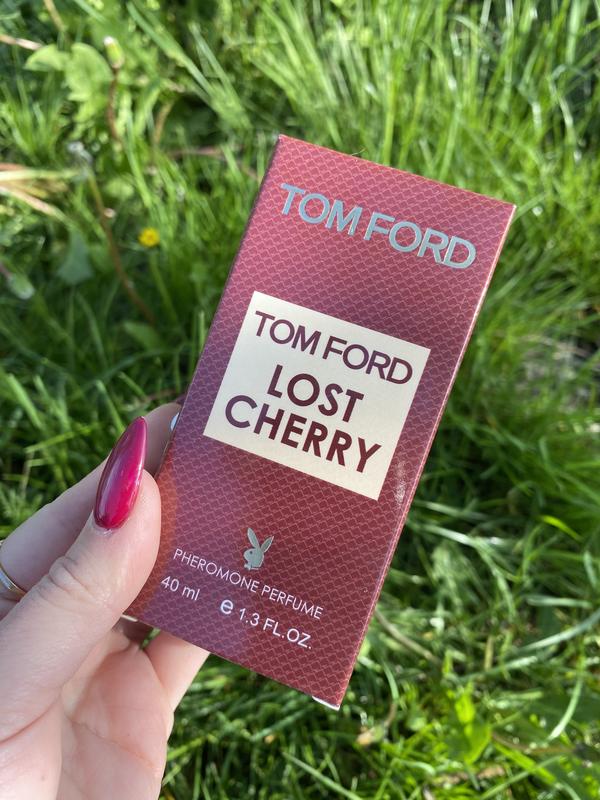 TOM FORD
TOM FORD
LOST
CHERRY
PHEROMONE PERFUME
40 ml ℮ 1.3 FL.OZ.